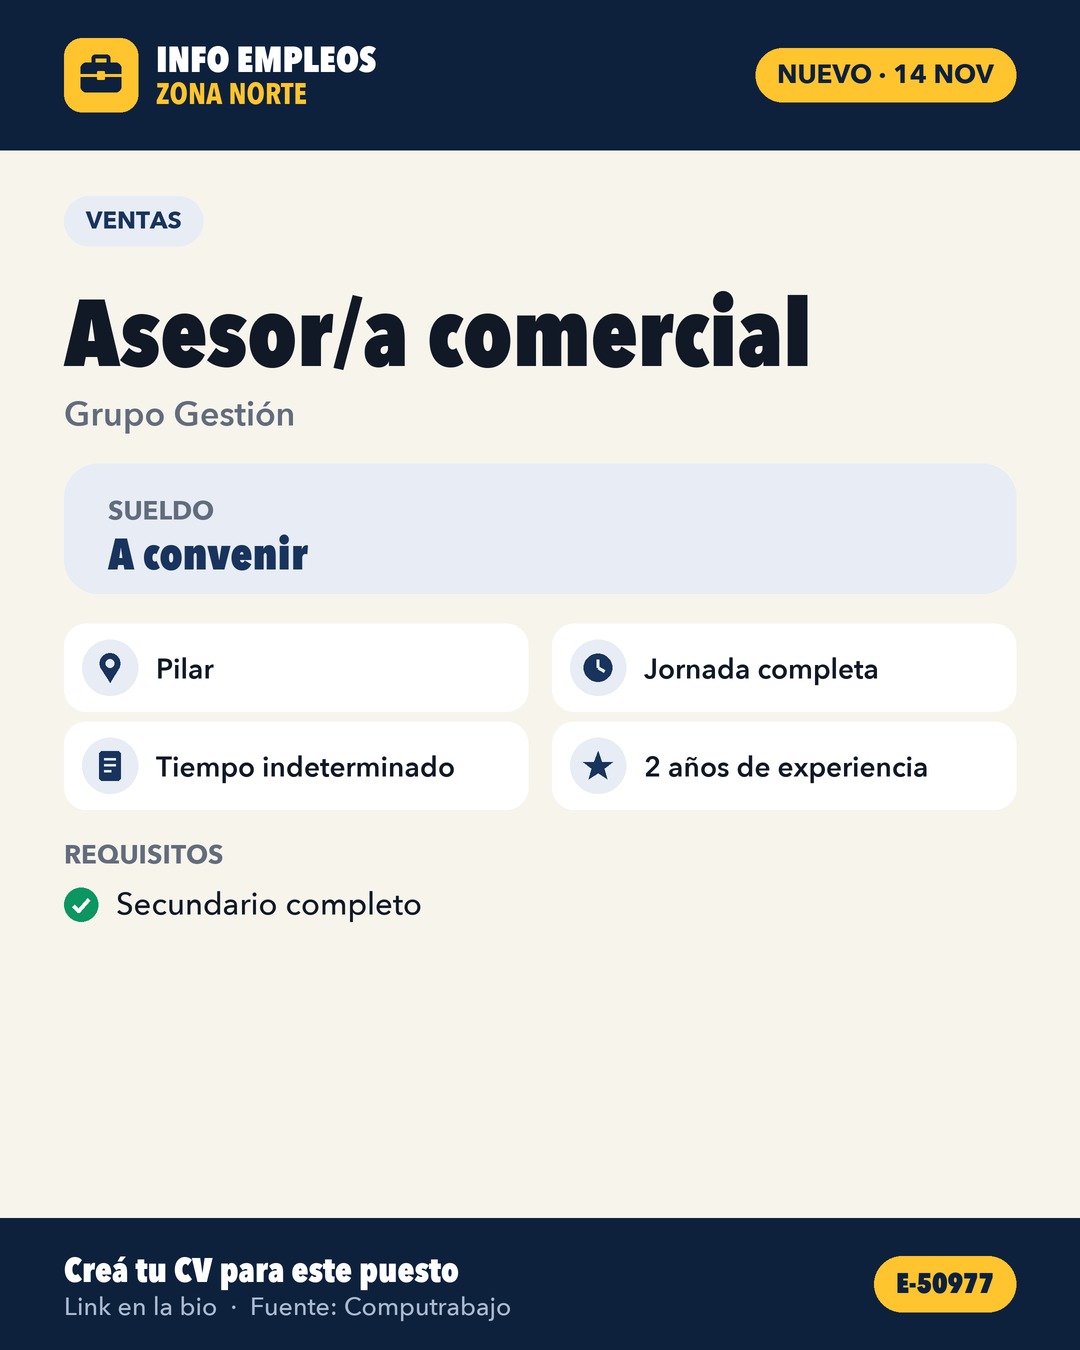 INFO EMPLEOS
ZONA NORTE
NUEVO · 14 NOV
VENTAS
Asesor/a comercial
Grupo Gestión
SUELDO
A convenir
Pilar
Jornada completa
Tiempo indeterminado
2 años de experiencia
REQUISITOS
Secundario completo
Creá tu CV para este puesto
Link en la bio · Fuente: Computrabajo
E-50977